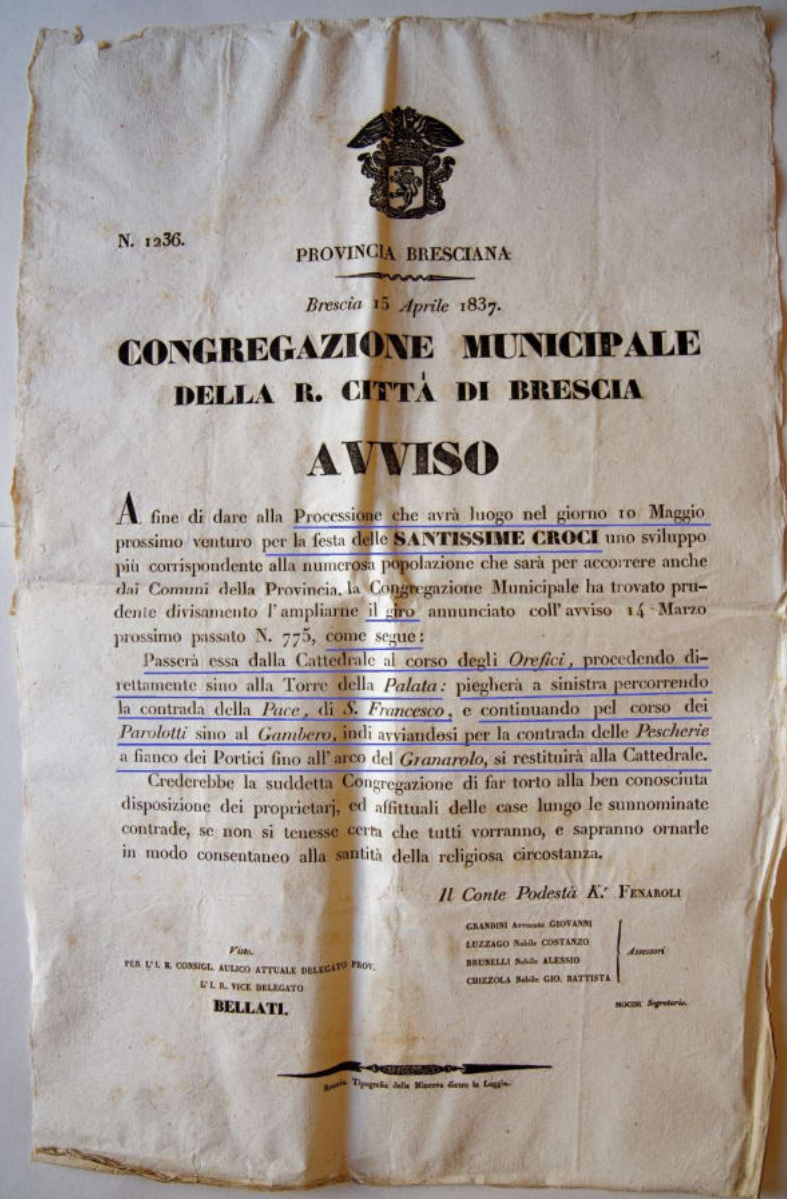 N. 1236.
PROVINCIA BRESCIANA
Brescia 15 Aprile 1837.
CONGREGAZIONE MUNICIPALE
DELLA R. CITTÀ DI BRESCIA
AVVISO
A fine di dare alla Processione che avrà luogo nel giorno 10 Maggio
prossimo venturo per la festa delle SANTISSIME CROCI uno sviluppo
più corrispondente alla numerosa popolazione che sarà per accorrere anche
dai Comuni della Provincia, la Congregazione Municipale ha trovato pru-
dente divisamento l'ampliarne il giro annunciato coll'avviso 14 Marzo
prossimo passato N. 775, come segue:
Passerà essa dalla Cattedrale al corso degli Orefici, procedendo di-
rettamente sino alla Torre della Palata: piegherà a sinistra percorrendo
la contrada della Pace, di S. Francesco, e continuando pel corso dei
Parolotti sino al Gambero, indi avviandosi per la contrada delle Pescherie
a fianco dei Portici fino all'arco del Granarolo, si restituirà alla Cattedrale.
Crederebbe la suddetta Congregazione di far torto alla ben conosciuta
disposizione dei proprietarj, ed affittuali delle case lungo le sunnominate
contrade, se non si tenesse certa che tutti vorranno, e sapranno ornarle
in modo consentaneo alla santità della religiosa circostanza.
Il Conte Podestà K.r FENAROLI
GRANDINI Avvocato GIOVANNI
LUZZAGO Nobile COSTANZO
BRUNELLI Nobile ALESSIO
CHIZZOLA Nobile GIO. BATTISTA
Assessori
MOCINI Segretario.
Visto,
PER L'I. R. CONSIGL. AULICO ATTUALE DELEGATO PROV.
L'I. R. VICE DELEGATO
BELLATI.
Brescia, Tipografia della Minerva dietro la Loggia.